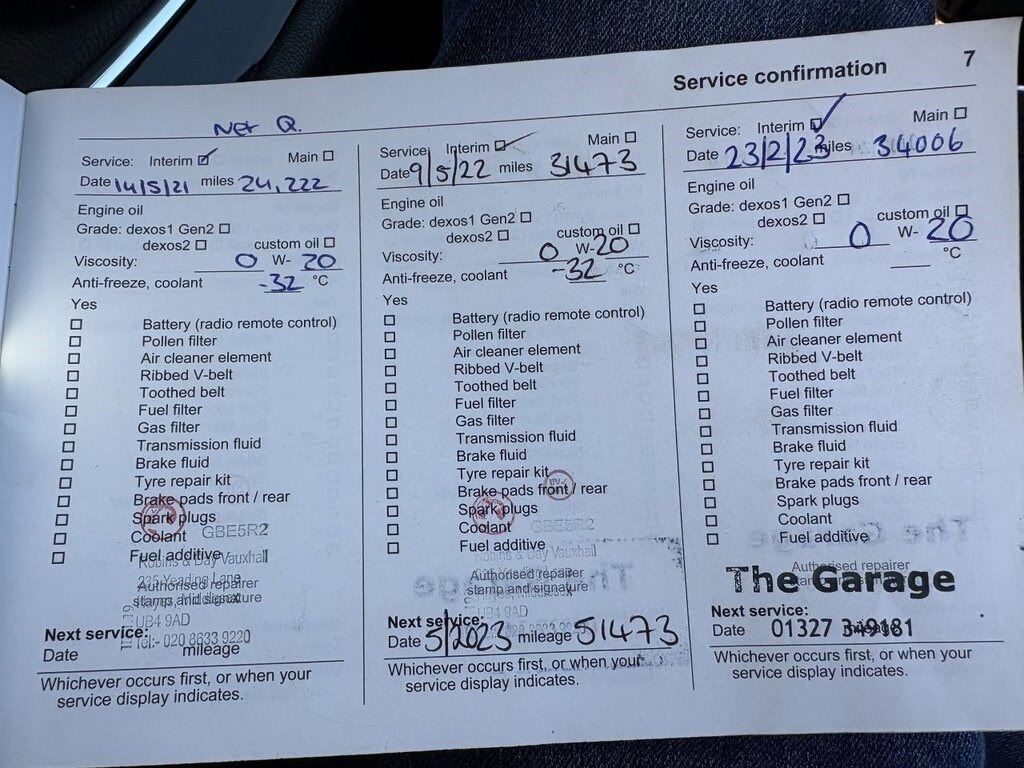 Service confirmation 7
Net Q.
Service: Interim Main
Date 14/5/21 miles 24,222
Engine oil
Grade: dexos1 Gen2
dexos2 custom oil
Viscosity: 0 W- 20
Anti-freeze, coolant -32 °C
Yes
Battery (radio remote control)
Pollen filter
Air cleaner element
Ribbed V-belt
Toothed belt
Fuel filter
Gas filter
Transmission fluid
Brake fluid
Tyre repair kit
Brake pads front / rear
Spark plugs
Coolant
GBE5R2
Fuel additive
Robins & Day Vauxhall
235 Yeading Lane
Authorised repairer
stamp and signature
UB4 9AD
Tel:- 020 8633 9220
Next service:
Date mileage
Whichever occurs first, or when your
service display indicates.
Service: Interim Main
Date 9/5/22 miles 31473
Engine oil
Grade: dexos1 Gen2
dexos2 custom oil
Viscosity: 0 W-20
Anti-freeze, coolant -32 °C
Yes
Battery (radio remote control)
Pollen filter
Air cleaner element
Ribbed V-belt
Toothed belt
Fuel filter
Gas filter
Transmission fluid
Brake fluid
Tyre repair kit
Brake pads front / rear
Spark plugs
Coolant
GBE5R2
Fuel additive
Robins & Day Vauxhall
Authorised repairer
stamp and signature
UB4 9AD
Next service:
Date 5/2023 mileage 51473
Whichever occurs first, or when your
service display indicates.
Service: Interim Main
Date 23/2/23 miles 34006
Engine oil
Grade: dexos1 Gen2
dexos2 custom oil
Viscosity: 0 W- 20
Anti-freeze, coolant °C
Yes
Battery (radio remote control)
Pollen filter
Air cleaner element
Ribbed V-belt
Toothed belt
Fuel filter
Gas filter
Transmission fluid
Brake fluid
Tyre repair kit
Brake pads front / rear
Spark plugs
Coolant
Fuel additive
Authorised repairer
The Garage
Next service:
Date 01327 349181 mileage
Whichever occurs first, or when your
service display indicates.